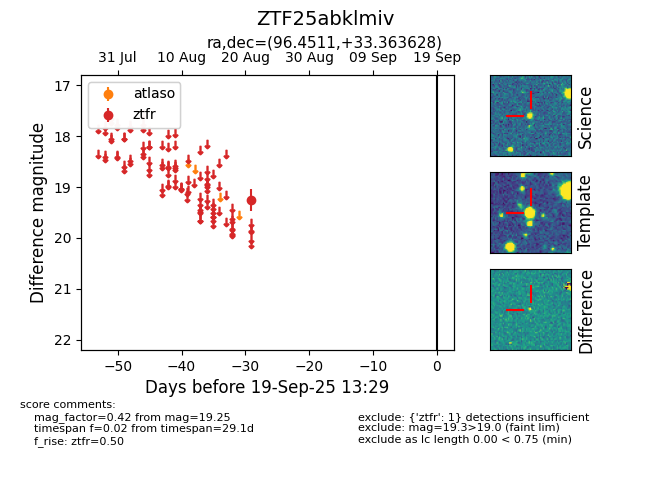 ZTF25abklmiv
ra,dec=(96.4511,+33.363628)
31 Jul 10 Aug 20 Aug 30 Aug 09 Sep 19 Sep
17
18
19
20
21
22
Difference magnitude
atlaso
ztfr
−50 −40 −30 −20 −10 0
Days before 19-Sep-25 13:29
Science
Template
Difference
score comments:
mag_factor=0.42 from mag=19.25
timespan f=0.02 from timespan=29.1d
f_rise: ztfr=0.50
exclude: {'ztfr': 1} detections insufficient
exclude: mag=19.3>19.0 (faint lim)
exclude as lc length 0.00 < 0.75 (min)